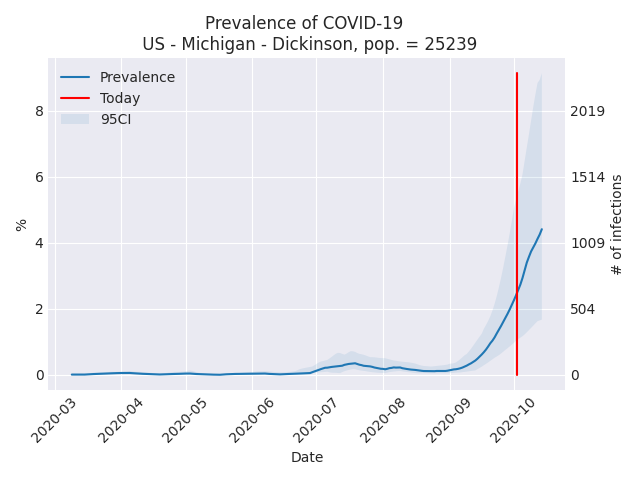 Prevalence of COVID-19
US - Michigan - Dickinson, pop. = 25239
Prevalence
Today
95CI
8
6
4
2
0
%
2019
1514
1009
504
0
# of infections
2020-03
2020-04
2020-05
2020-06
2020-07
2020-08
2020-09
2020-10
Date